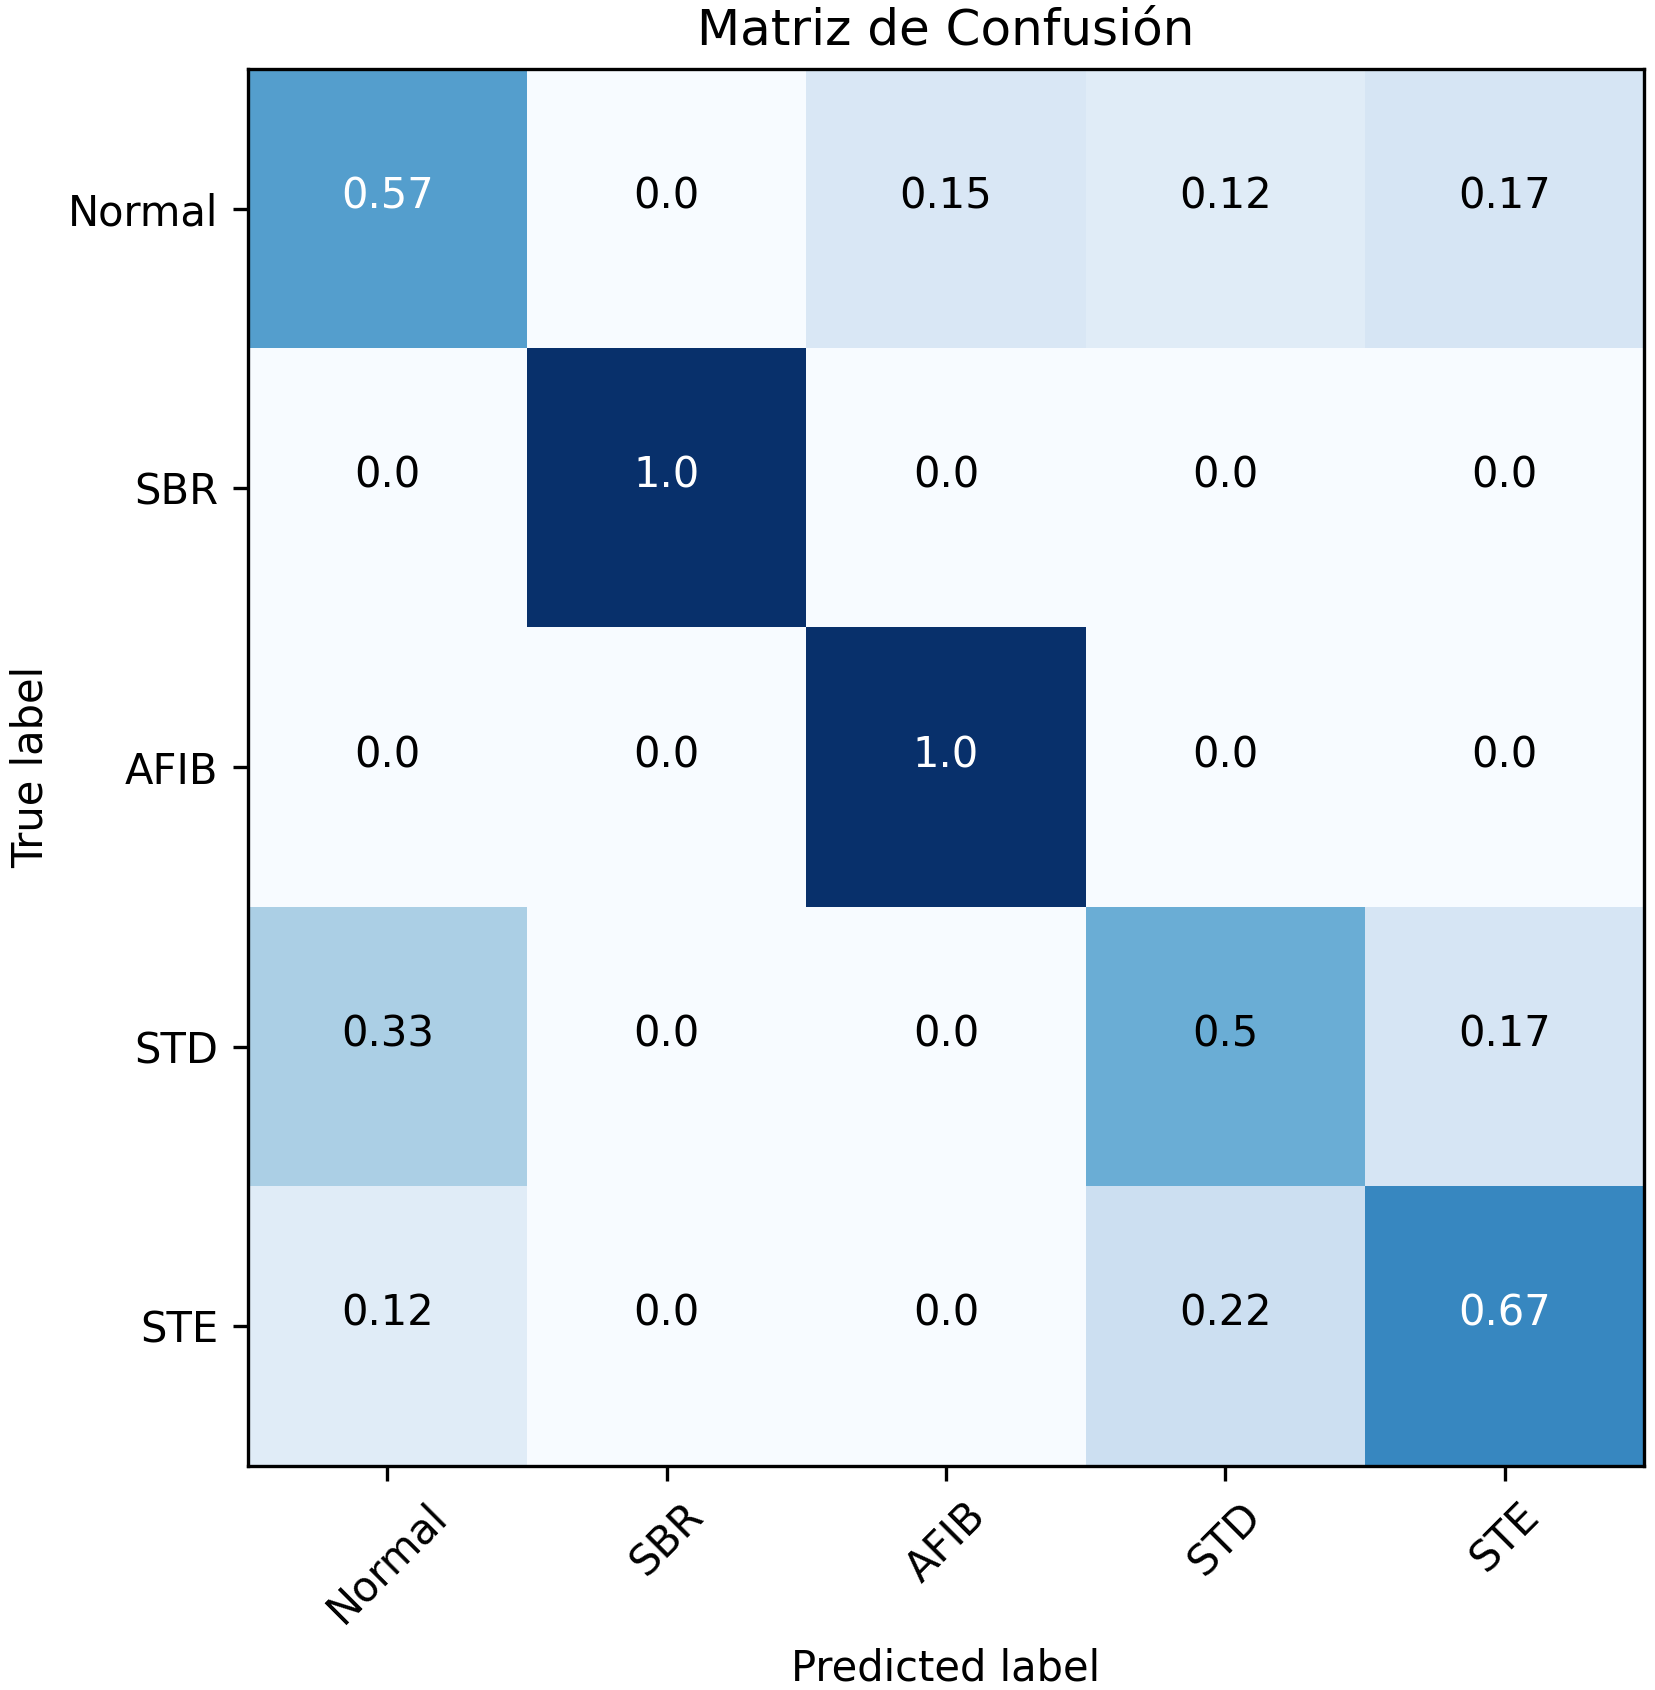 Matriz de Confusión
True label
Normal 0.57 0.0 0.15 0.12 0.17
SBR 0.0 1.0 0.0 0.0 0.0
AFIB 0.0 0.0 1.0 0.0 0.0
STD 0.33 0.0 0.0 0.5 0.17
STE 0.12 0.0 0.0 0.22 0.67
Normal SBR AFIB STD STE
Predicted label